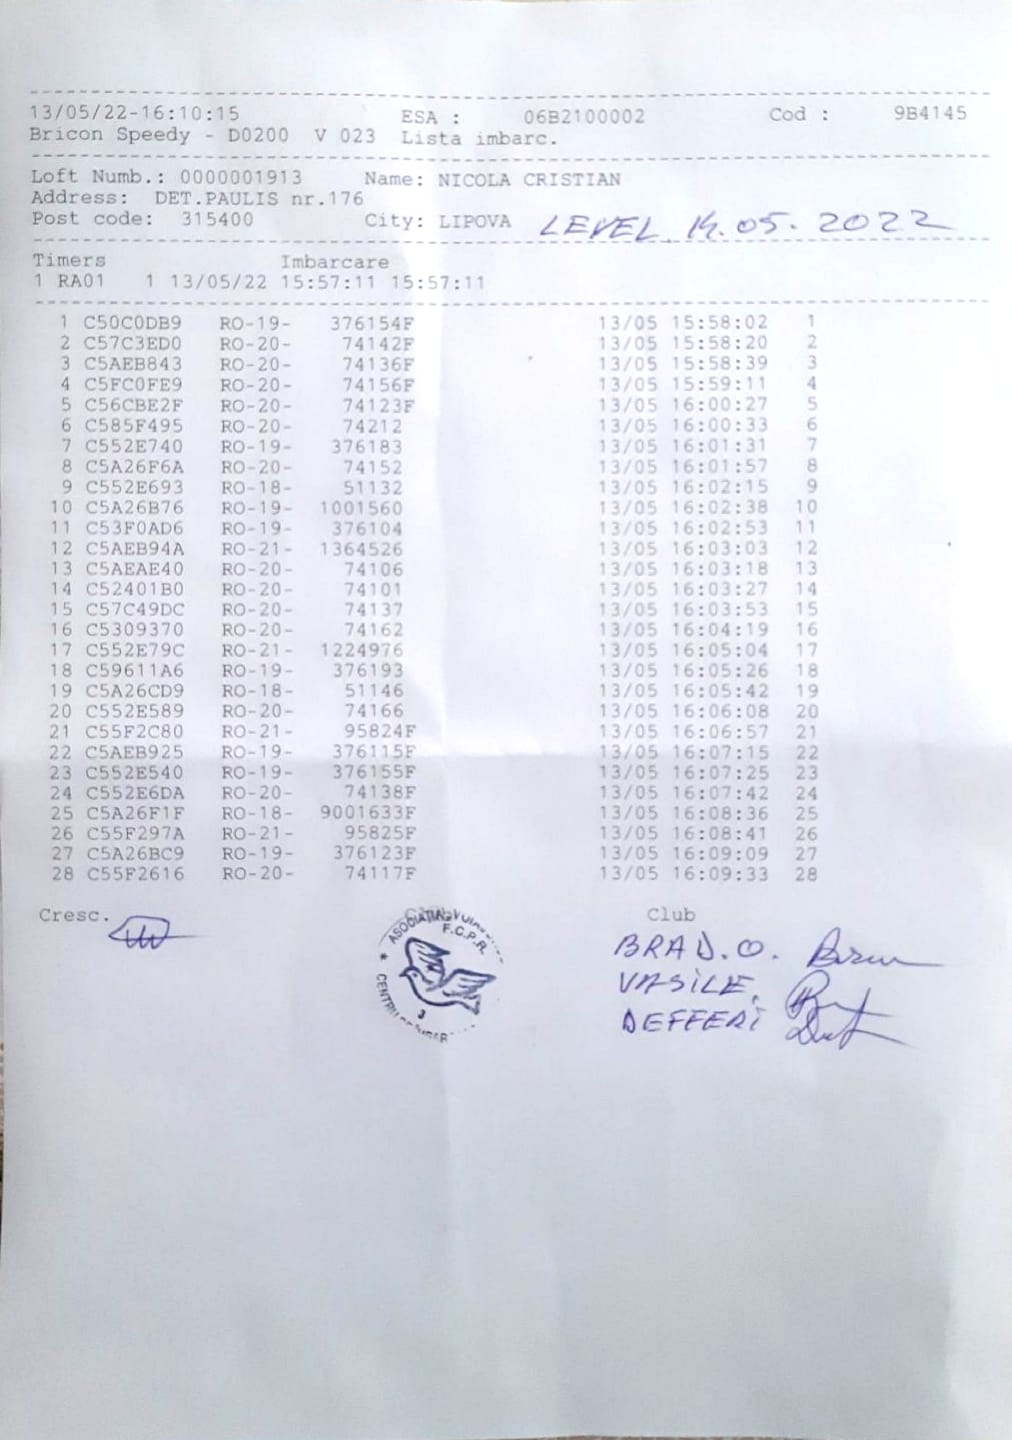 13/05/22-16:10:15 ESA : 06B2100002 Cod : 9B4145
Bricon Speedy - D0200 V 023 Lista imbarc.
Loft Numb.: 0000001913 Name: NICOLA CRISTIAN
Address: DET.PAULIS nr.176
Post code: 315400 City: LIPOVA LEVEL 14.05.2022
Timers Imbarcare
1 RA01 1 13/05/22 15:57:11 15:57:11
1 C50C0DB9 RO-19- 376154F 13/05 15:58:02 1
2 C57C3ED0 RO-20- 74142F 13/05 15:58:20 2
3 C5AEB843 RO-20- 74136F 13/05 15:58:39 3
4 C5FC0FE9 RO-20- 74156F 13/05 15:59:11 4
5 C56CBE2F RO-20- 74123F 13/05 16:00:27 5
6 C585F495 RO-20- 74212 13/05 16:00:33 6
7 C552E740 RO-19- 376183 13/05 16:01:31 7
8 C5A26F6A RO-20- 74152 13/05 16:01:57 8
9 C552E693 RO-18- 51132 13/05 16:02:15 9
10 C5A26B76 RO-19- 1001560 13/05 16:02:38 10
11 C53F0AD6 RO-19- 376104 13/05 16:02:53 11
12 C5AEB94A RO-21- 1364526 13/05 16:03:03 12
13 C5AEAE40 RO-20- 74106 13/05 16:03:18 13
14 C52401B0 RO-20- 74101 13/05 16:03:27 14
15 C57C49DC RO-20- 74137 13/05 16:03:53 15
16 C5309370 RO-20- 74162 13/05 16:04:19 16
17 C552E79C RO-21- 1224976 13/05 16:05:04 17
18 C59611A6 RO-19- 376193 13/05 16:05:26 18
19 C5A26CD9 RO-18- 51146 13/05 16:05:42 19
20 C552E589 RO-20- 74166 13/05 16:06:08 20
21 C55F2C80 RO-21- 95824F 13/05 16:06:57 21
22 C5AEB925 RO-19- 376115F 13/05 16:07:15 22
23 C552E540 RO-19- 376155F 13/05 16:07:25 23
24 C552E6DA RO-20- 74138F 13/05 16:07:42 24
25 C5A26F1F RO-18- 9001633F 13/05 16:08:36 25
26 C55F297A RO-21- 95825F 13/05 16:08:41 26
27 C5A26BC9 RO-19- 376123F 13/05 16:09:09 27
28 C55F2616 RO-20- 74117F 13/05 16:09:33 28
Cresc. Club
F.C.P.R.
3
BRAD.O.
VASILE
DEFFERI